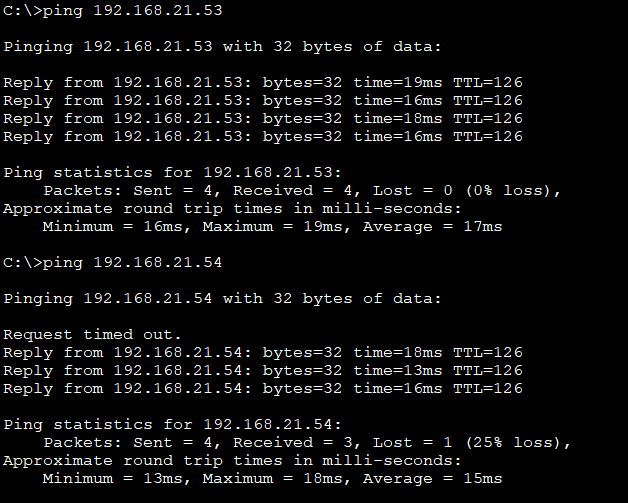 C:\>ping 192.168.21.53
Pinging 192.168.21.53 with 32 bytes of data:
Reply from 192.168.21.53: bytes=32 time=19ms TTL=126
Reply from 192.168.21.53: bytes=32 time=16ms TTL=126
Reply from 192.168.21.53: bytes=32 time=18ms TTL=126
Reply from 192.168.21.53: bytes=32 time=16ms TTL=126
Ping statistics for 192.168.21.53:
    Packets: Sent = 4, Received = 4, Lost = 0 (0% loss),
Approximate round trip times in milli-seconds:
    Minimum = 16ms, Maximum = 19ms, Average = 17ms
C:\>ping 192.168.21.54
Pinging 192.168.21.54 with 32 bytes of data:
Request timed out.
Reply from 192.168.21.54: bytes=32 time=18ms TTL=126
Reply from 192.168.21.54: bytes=32 time=13ms TTL=126
Reply from 192.168.21.54: bytes=32 time=16ms TTL=126
Ping statistics for 192.168.21.54:
    Packets: Sent = 4, Received = 3, Lost = 1 (25% loss),
Approximate round trip times in milli-seconds:
    Minimum = 13ms, Maximum = 18ms, Average = 15ms